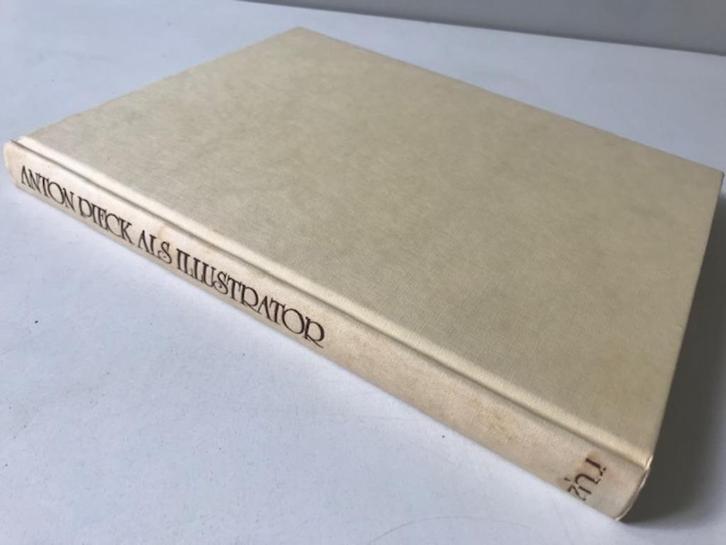 ANTON PIECK ALS ILLUSTRATOR